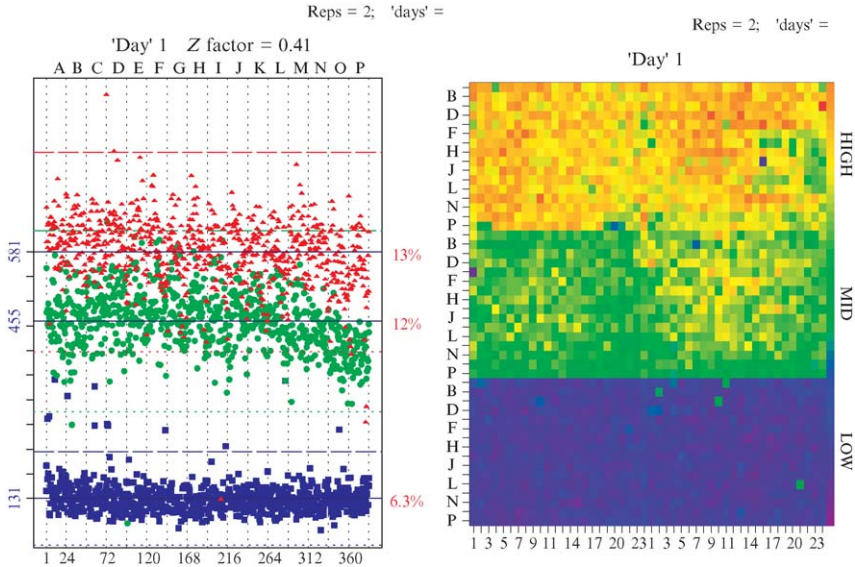 Reps = 2; 'days' =
'Day' 1 Z factor = 0.41
A B C D E F G H I J K L M N O P
581
455
131
13%
12%
6.3%
1 24 72 120 168 216 264 312 360
Reps = 2; 'days' =
'Day' 1
B
D
F
H
J
L
N
P
B
D
F
H
J
L
N
P
B
D
F
H
J
L
N
P
HIGH
MID
LOW
1 3 5 7 9 11 14 17 20 23 1 3 5 7 9 11 14 17 20 23